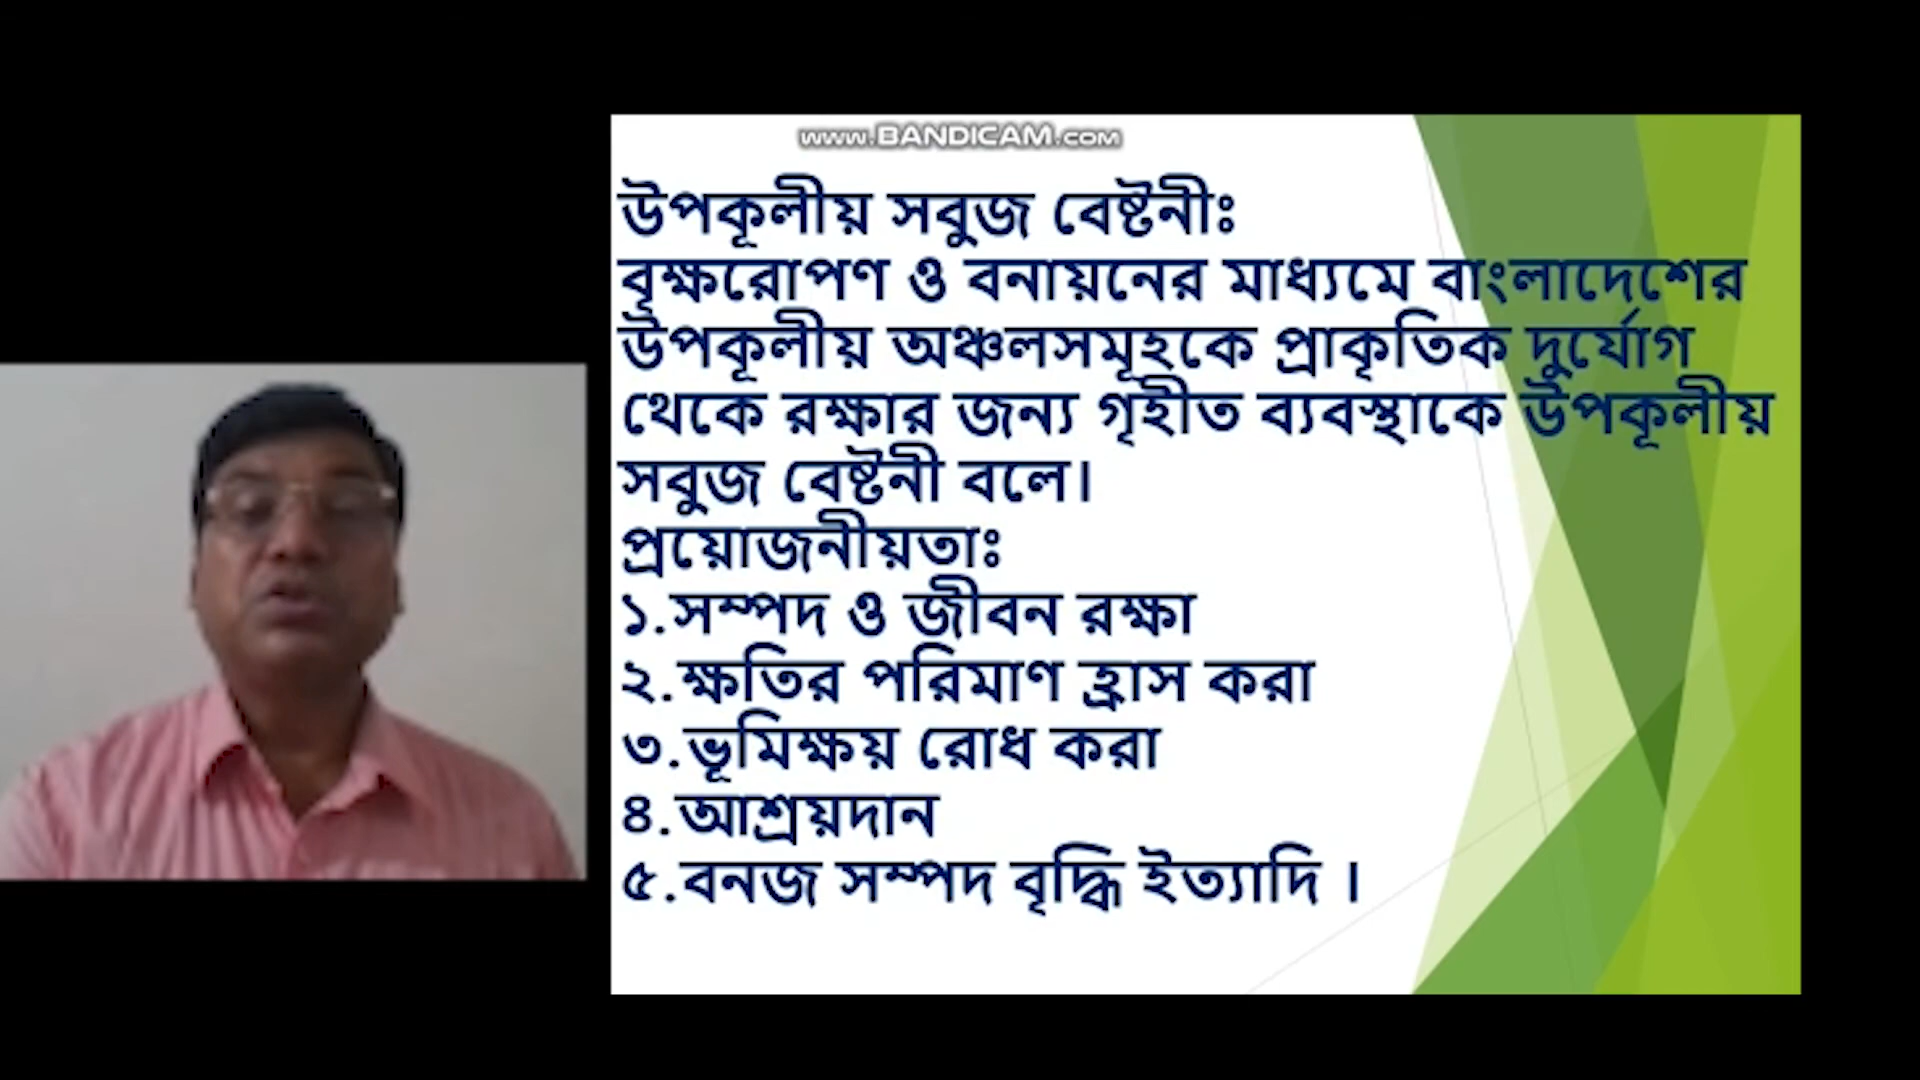 www.BANDICAM.com
উপকূলীয় সবুজ বেষ্টনীঃ
বৃক্ষরোপণ ও বনায়নের মাধ্যমে বাংলাদেশের
উপকূলীয় অঞ্চলসমূহকে প্রাকৃতিক দুর্যোগ
থেকে রক্ষার জন্য গৃহীত ব্যবস্থাকে উপকূলীয়
সবুজ বেষ্টনী বলে।
প্রয়োজনীয়তাঃ
১.সম্পদ ও জীবন রক্ষা
২.ক্ষতির পরিমাণ হ্রাস করা
৩.ভূমিক্ষয় রোধ করা
৪.আশ্রয়দান
৫.বনজ সম্পদ বৃদ্ধি ইত্যাদি ।